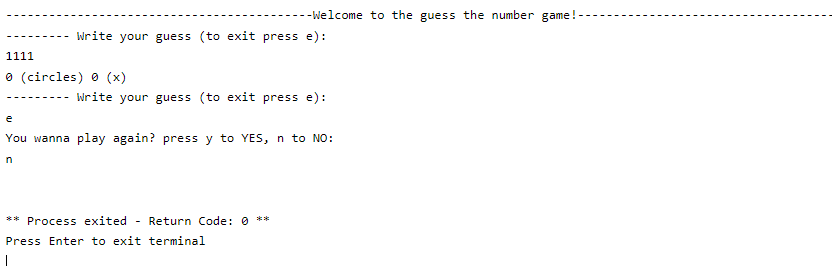 -------------------------------------------Welcome to the guess the number game!------------------------------------
--------- Write your guess (to exit press e):
1111
0 (circles) 0 (x)
--------- Write your guess (to exit press e):
e
You wanna play again? press y to YES, n to NO:
n
** Process exited - Return Code: 0 **
Press Enter to exit terminal